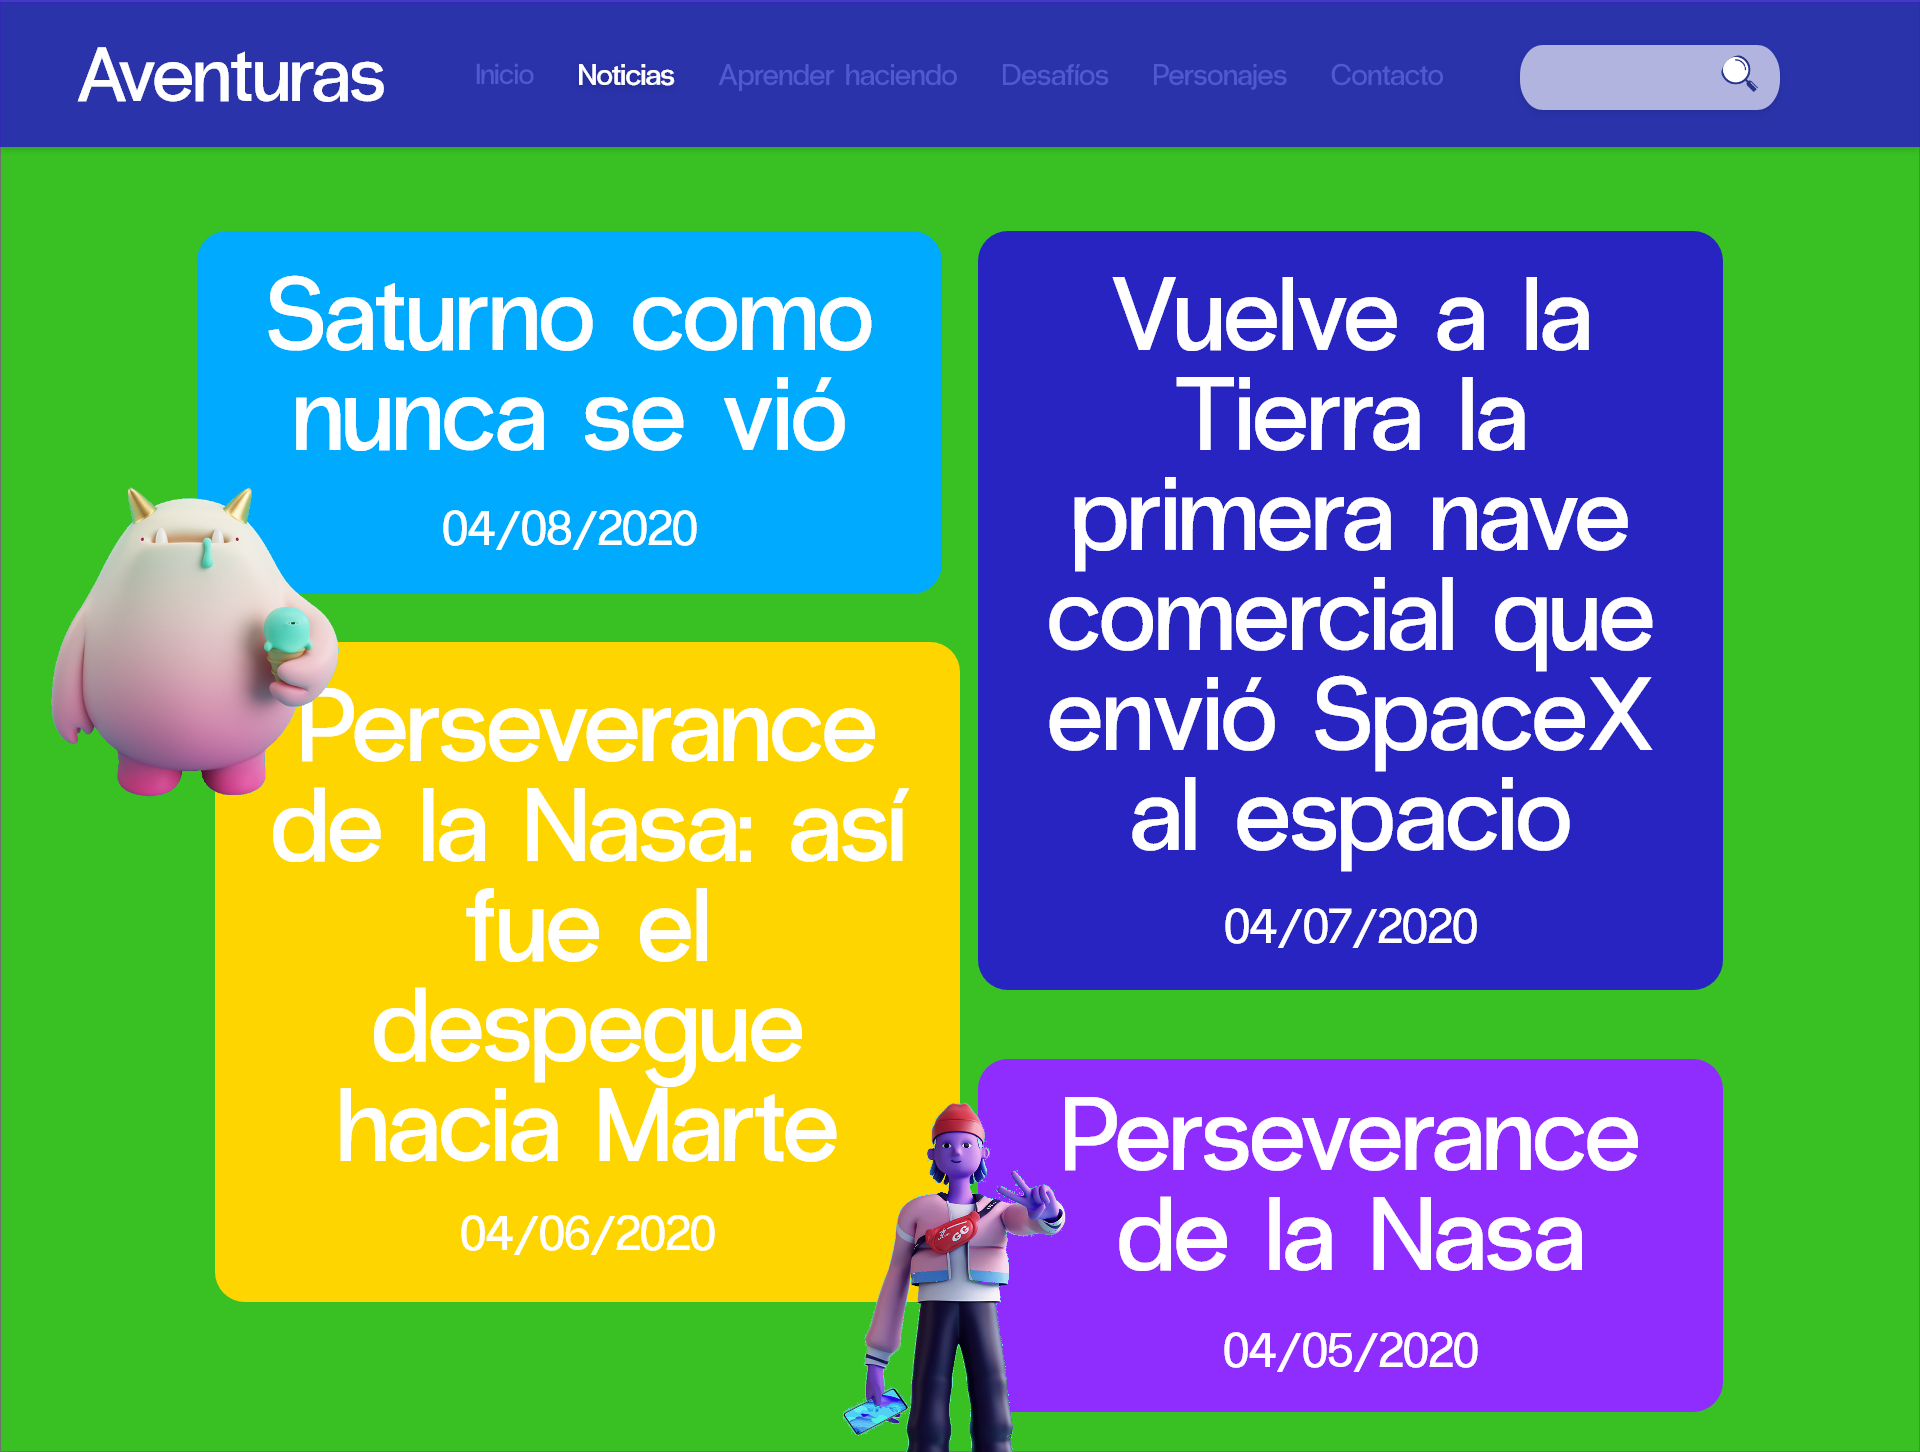 Aventuras
Inicio
Noticias
Aprender haciendo
Desafíos
Personajes
Contacto
Saturno como
nunca se vió
04/08/2020
Vuelve a la
Tierra la
primera nave
comercial que
envió SpaceX
al espacio
04/07/2020
Perseverance
de la Nasa: así
fue el
despegue
hacia Marte
04/06/2020
Perseverance
de la Nasa
04/05/2020
GG